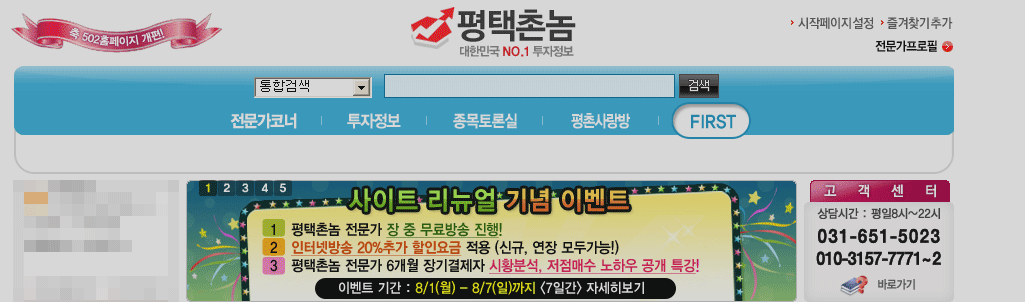 축 502홈페이지 개편!
평택촌놈
대한민국 NO.1 투자정보
시작페이지설정 즐겨찾기추가
전문가프로필
통합검색 검색
전문가코너 투자정보 종목토론실 평촌사랑방 FIRST
1 2 3 4 5
사이트 리뉴얼 기념 이벤트
1 평택촌놈 전문가 장 중 무료방송 진행!
2 인터넷방송 20%추가 할인요금 적용 (신규, 연장 모두가능!)
3 평택촌놈 전문가 6개월 장기결제자 시황분석, 저점매수 노하우 공개 특강!
이벤트 기간 : 8/1(월) – 8/7(일)까지 <7일간> 자세히보기
고객센터
상담시간 : 평일8시~22시
031-651-5023
010-3157-7771~2
바로가기